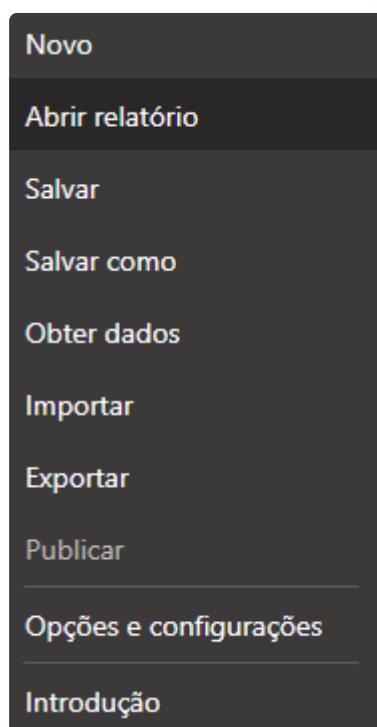 Novo
Abrir relatório
Salvar
Salvar como
Obter dados
Importar
Exportar
Publicar
Opções e configurações
Introdução